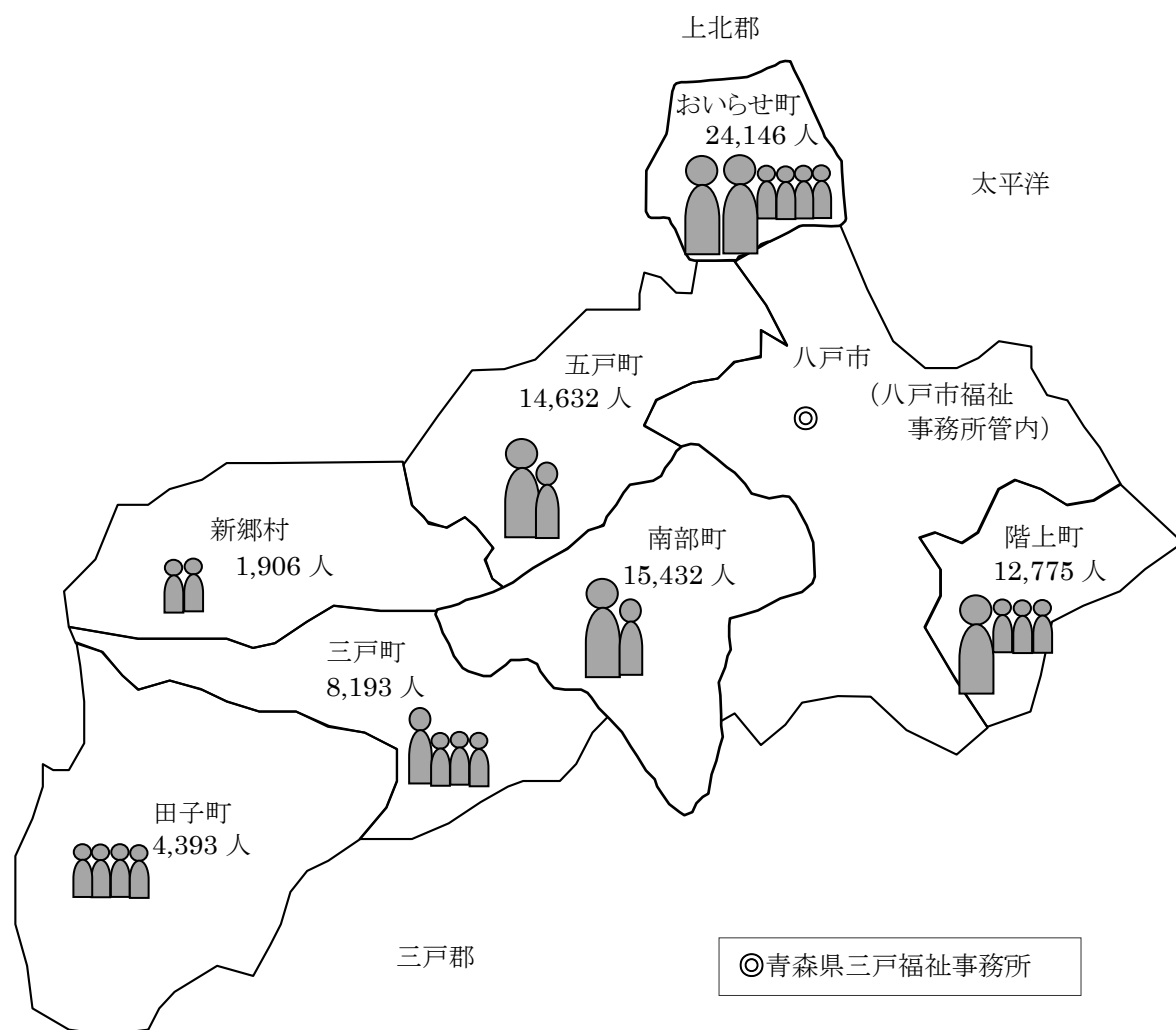 上北郡
おいらせ町
24,146 人
太平洋
五戸町
14,632 人
八戸市
（八戸市福祉
事務所管内）
新郷村
1,906 人
南部町
15,432 人
階上町
12,775 人
三戸町
8,193 人
田子町
4,393 人
三戸郡
◎青森県三戸福祉事務所